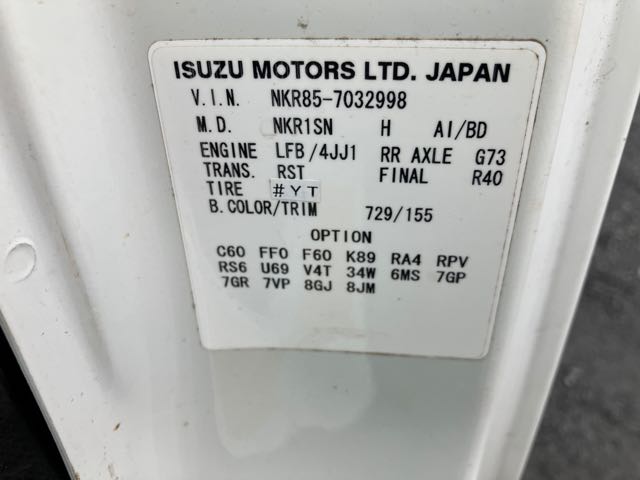 ISUZU MOTORS LTD. JAPAN
V.I.N. NKR85-7032998
M.D. NKR1SN H AI/BD
ENGINE LFB/4JJ1 RR AXLE G73
TRANS. RST FINAL R40
TIRE #YT
B.COLOR/TRIM 729/155
OPTION
C60 FF0 F60 K89 RA4 RPV
RS6 U69 V4T 34W 6MS 7GP
7GR 7VP 8GJ 8JM